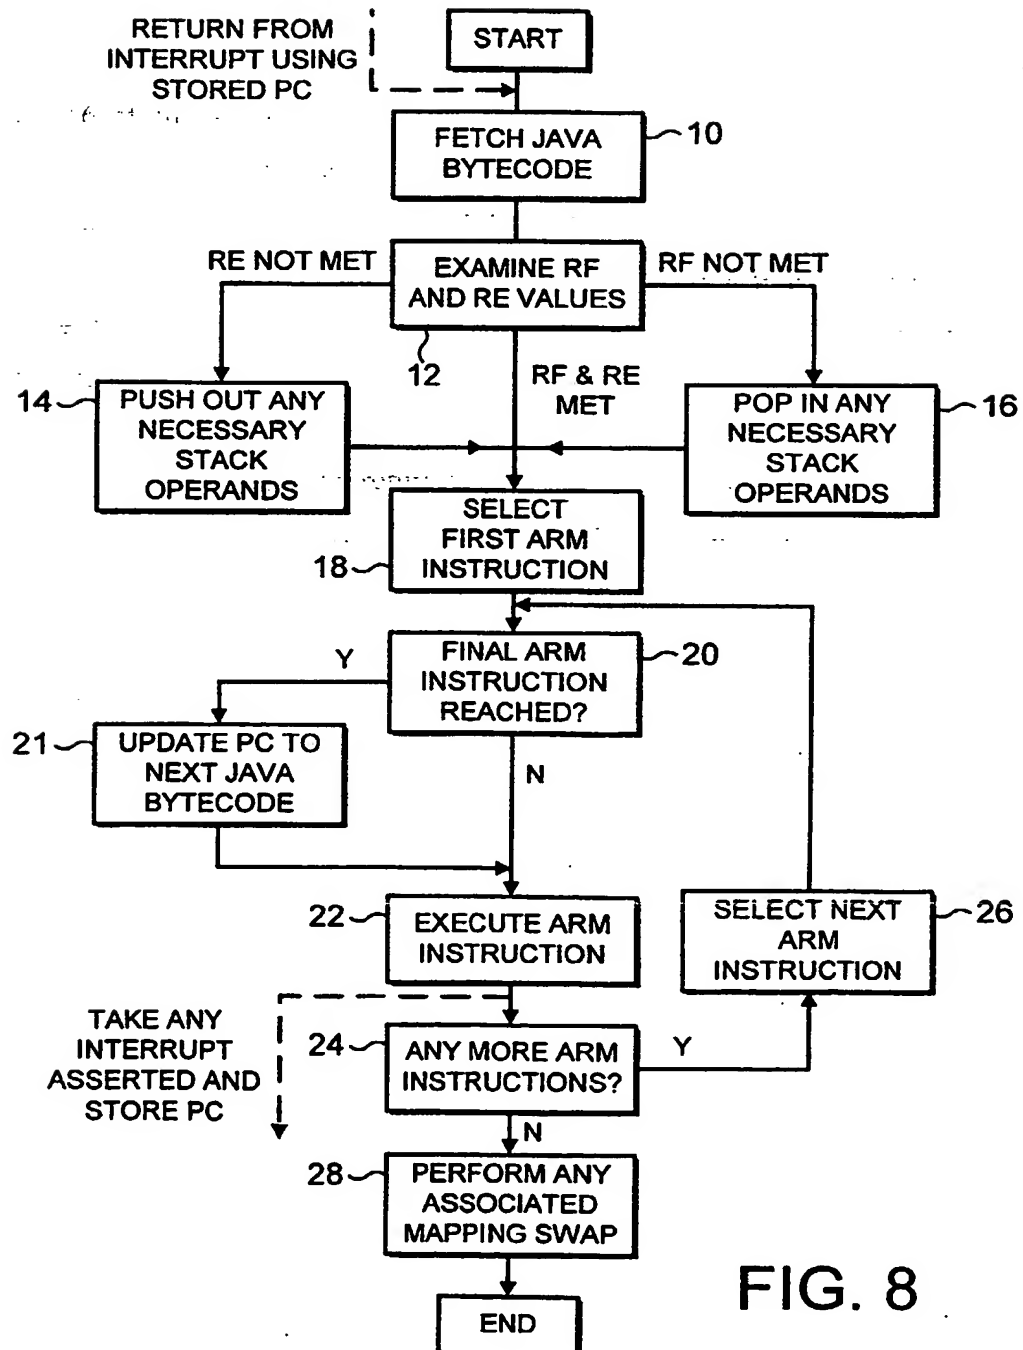 RETURN FROM
INTERRUPT USING
STORED PC
START
FETCH JAVA
BYTECODE
10
RE NOT MET
EXAMINE RF
AND RE VALUES
RF NOT MET
12
RF & RE
MET
14
PUSH OUT ANY
NECESSARY
STACK
OPERANDS
POP IN ANY
NECESSARY
STACK
OPERANDS
16
SELECT
FIRST ARM
INSTRUCTION
18
Y
FINAL ARM
INSTRUCTION
REACHED?
20
21
UPDATE PC TO
NEXT JAVA
BYTECODE
N
22
EXECUTE ARM
INSTRUCTION
SELECT NEXT
ARM
INSTRUCTION
26
TAKE ANY
INTERRUPT
ASSERTED AND
STORE PC
24
ANY MORE ARM
INSTRUCTIONS?
Y
N
28
PERFORM ANY
ASSOCIATED
MAPPING SWAP
END
FIG. 8